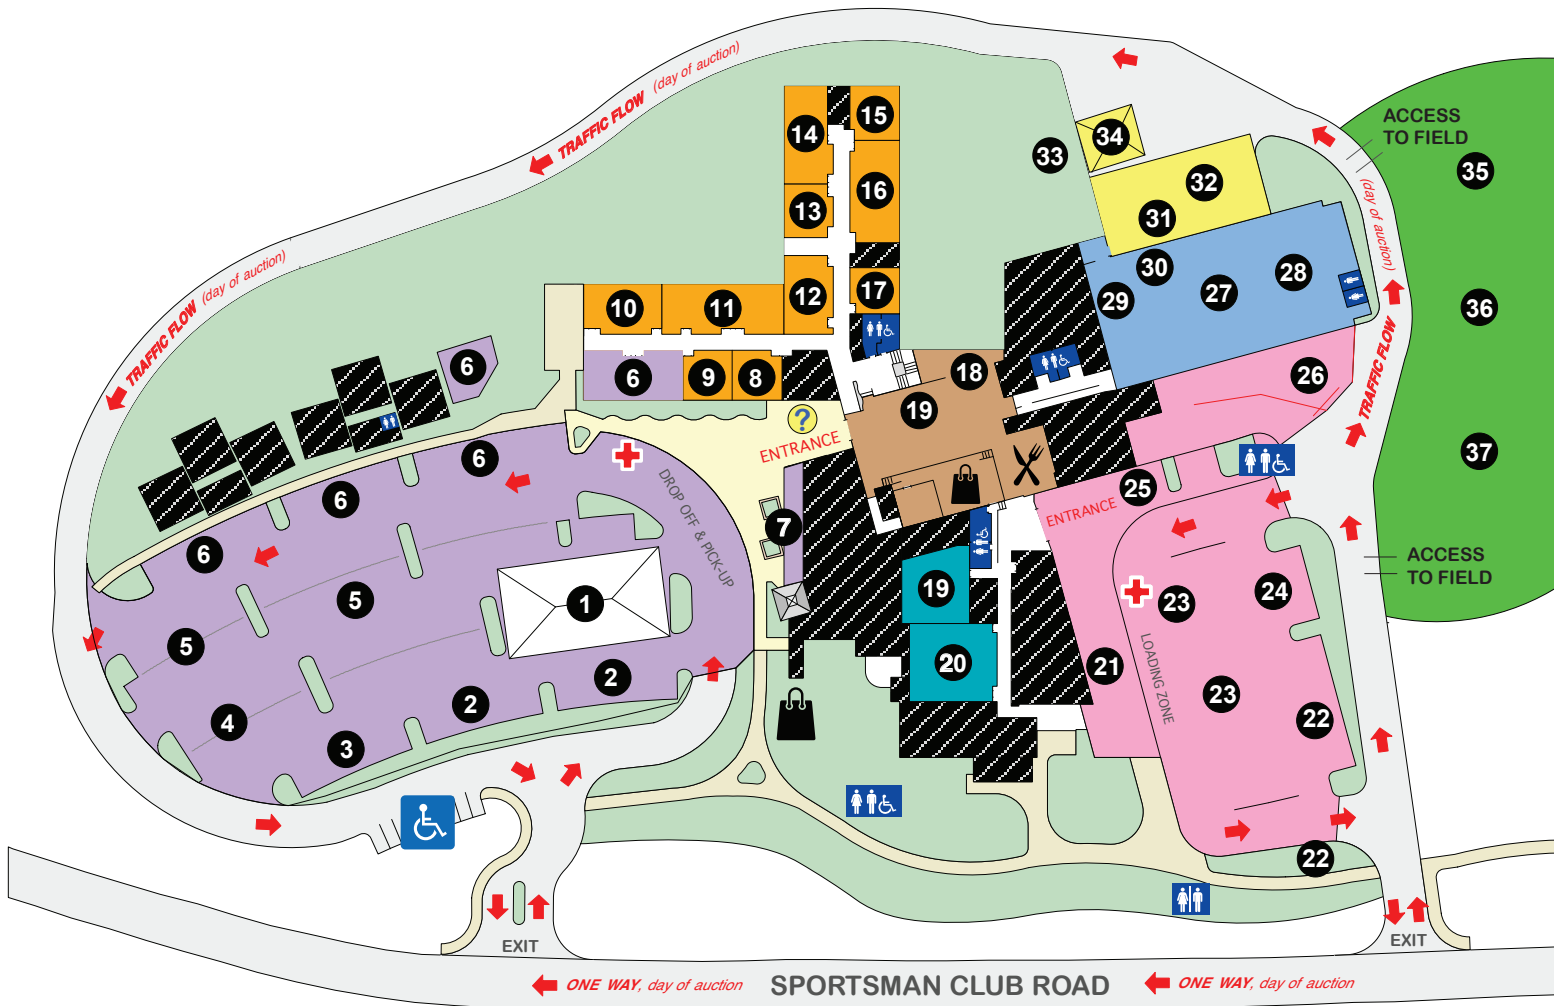 TRAFFIC FLOW (day of auction)
ACCESS
TO FIELD
14
15
34
33
35
16
32
13
31
(day of auction)
TRAFFIC FLOW (day of auction)
30
28
12
17
27
29
10
11
36
6
6
9
8
18
26
TRAFFIC FLOW
19
?
ENTRANCE
6
DROP OFF & PICK-UP
37
25
6
ENTRANCE
7
6
ACCESS
TO FIELD
5
1
19
23
24
5
20
21
LOADING ZONE
2
23
4
2
22
3
22
EXIT
EXIT
ONE WAY, day of auction
SPORTSMAN CLUB ROAD
ONE WAY, day of auction